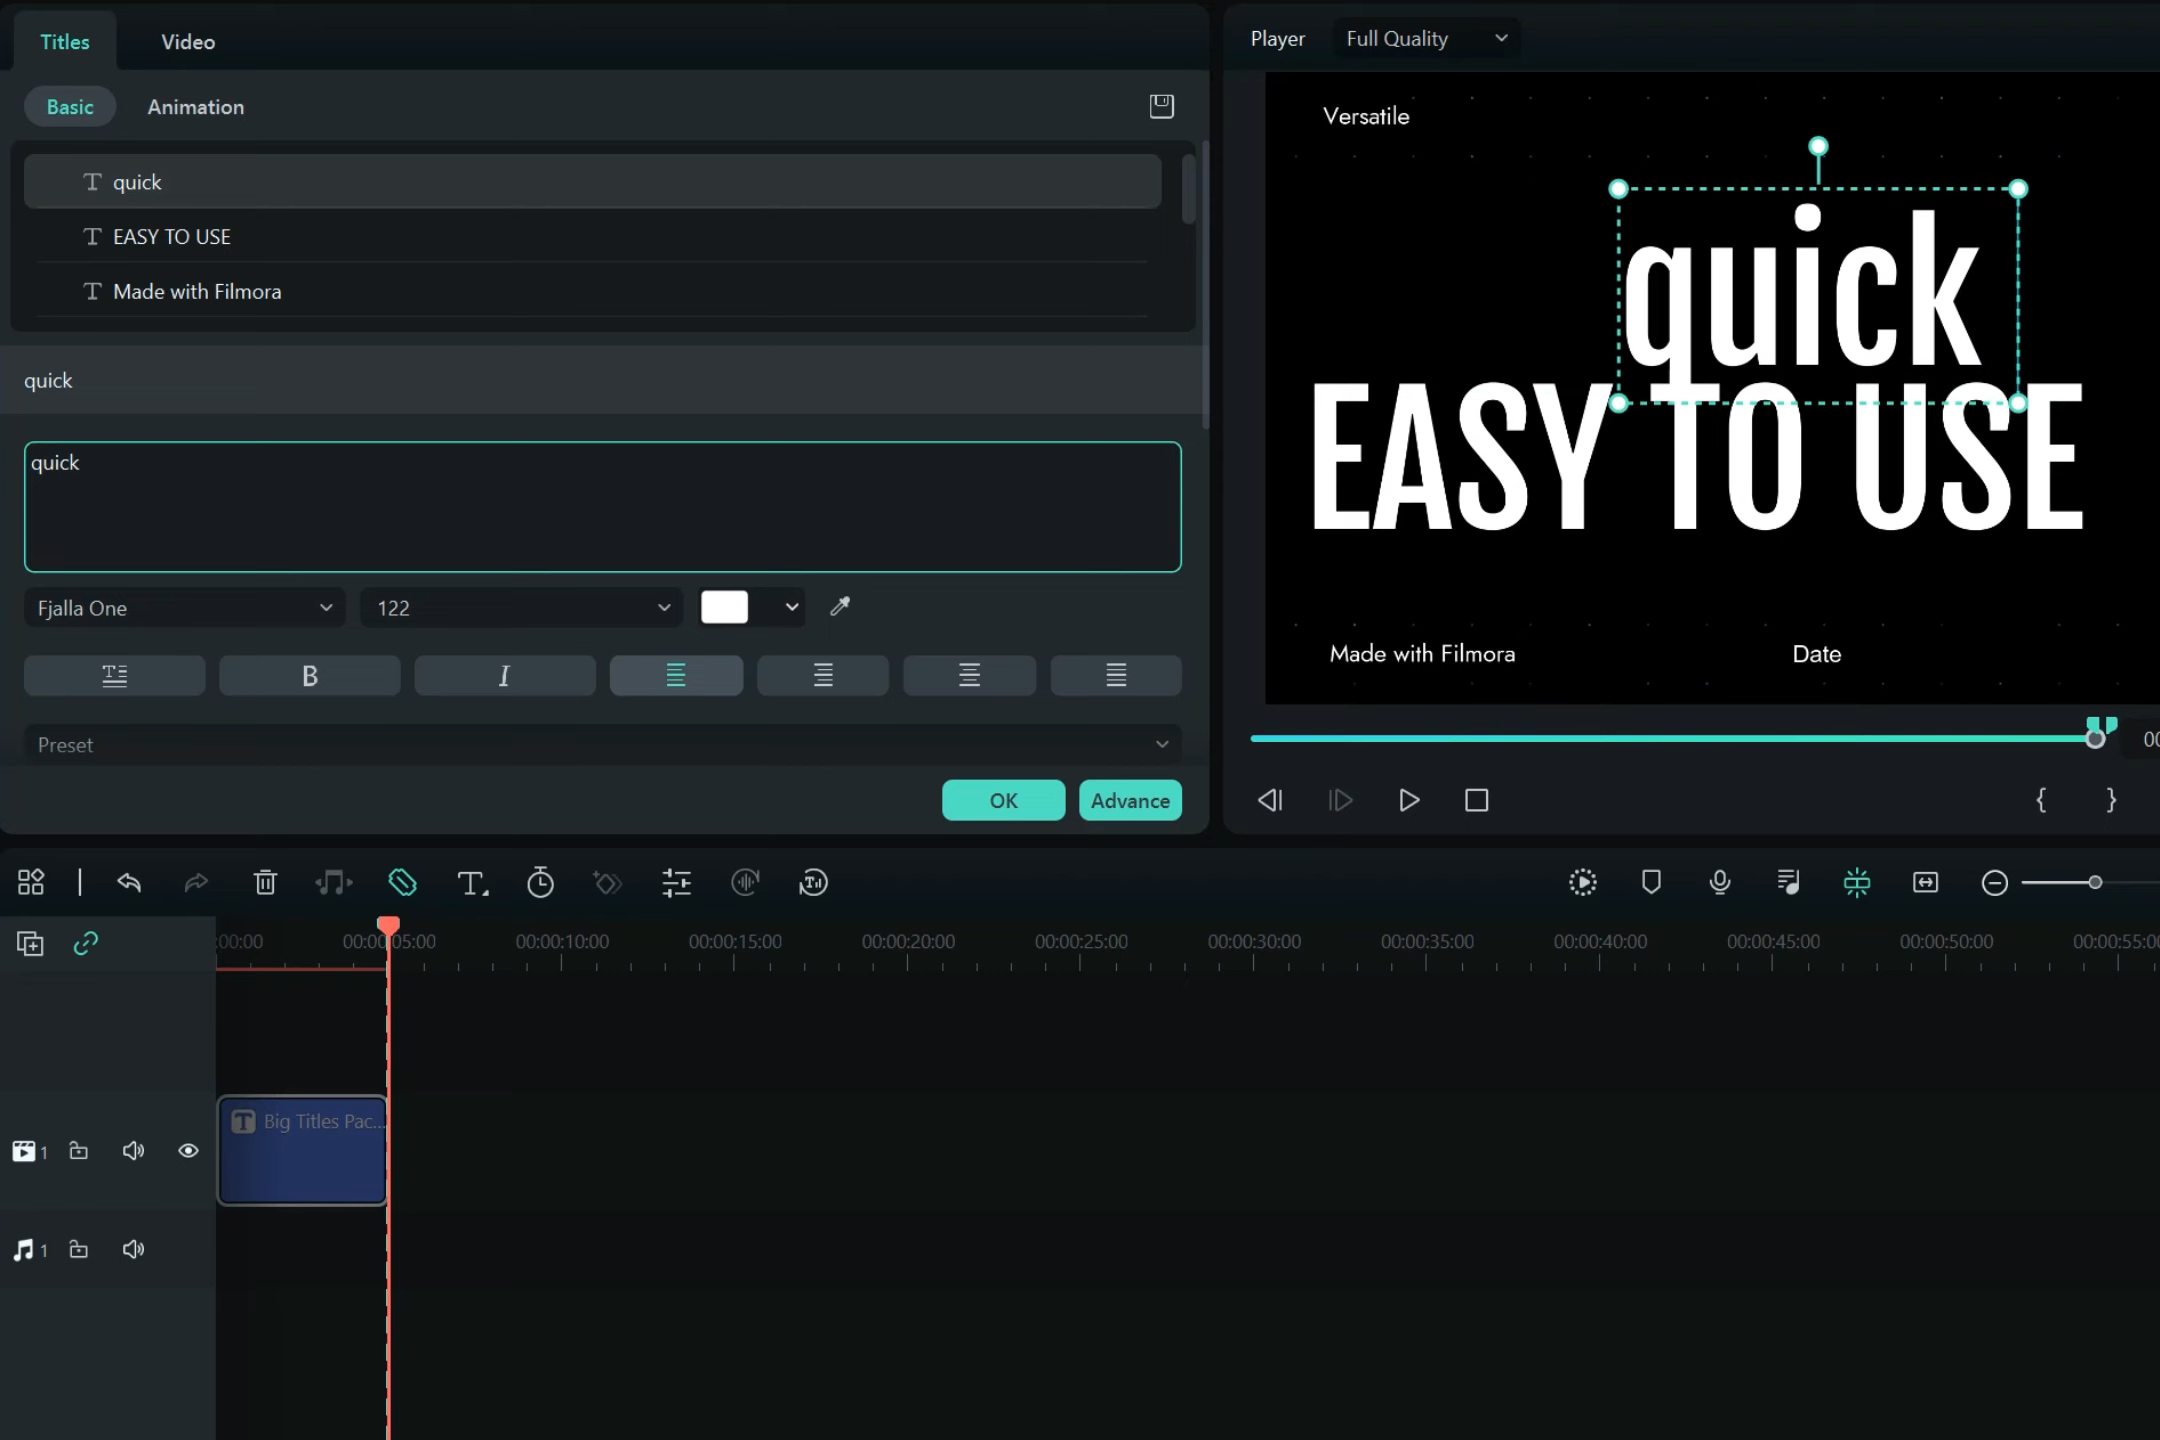 Titles
Video
Player
Full Quality
Basic
Animation
quick
EASY TO USE
Made with Filmora
quick
quick
Fjalla One
122
B
I
Preset
OK
Advance
Versatile
quick
EASY TO USE
Made with Filmora
Date
00
:00:00
00:00:05:00
00:00:10:00
00:00:15:00
00:00:20:00
00:00:25:00
00:00:30:00
00:00:35:00
00:00:40:00
00:00:45:00
00:00:50:00
00:00:55:00
Big Titles Pac...
1
1